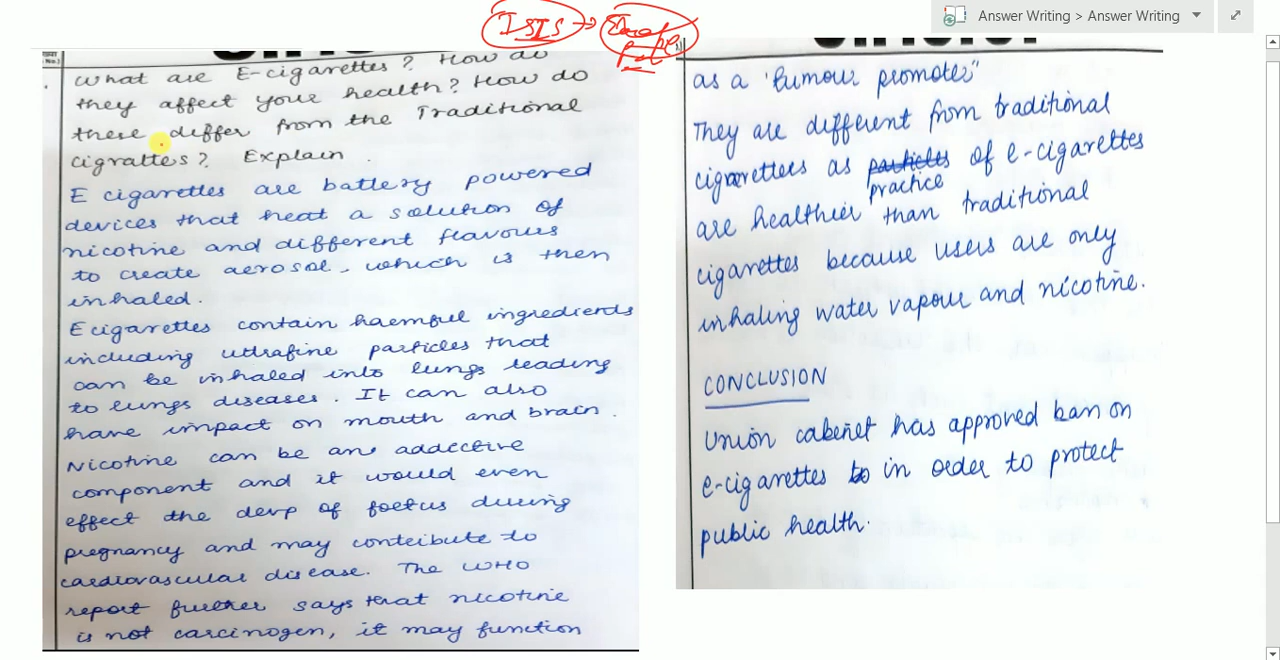 Answer Writing > Answer Writing
ISIS →
What are E-cigarettes? How do
they affect your health? How do
these differ from the Traditional
cigrattes? Explain.
E cigarettes are battery powered
devices that heat a solution of
nicotine and different flavours
to create aerosol, which is then
inhaled.
E cigarettes contain harmful ingredients
including ultrafine particles that
can be inhaled into lungs leading
to lungs diseases. It can also
have impact on mouth and brain.
Nicotine can be an addective
component and it would even
effect the devp of foetus during
pregnancy and may contribute to
cardiovascular disease. The WHO
report further says that nicotine
is not carcinogen, it may function
as a "tumour promoter"
They are different from traditional
cigarettees as particles of e-cigarettes
practice
are healthier than traditional
cigarettes because users are only
inhaling water vapour and nicotine.
CONCLUSION
Union cabinet has approved ban on
e-cigarettes in order to protect
public health.